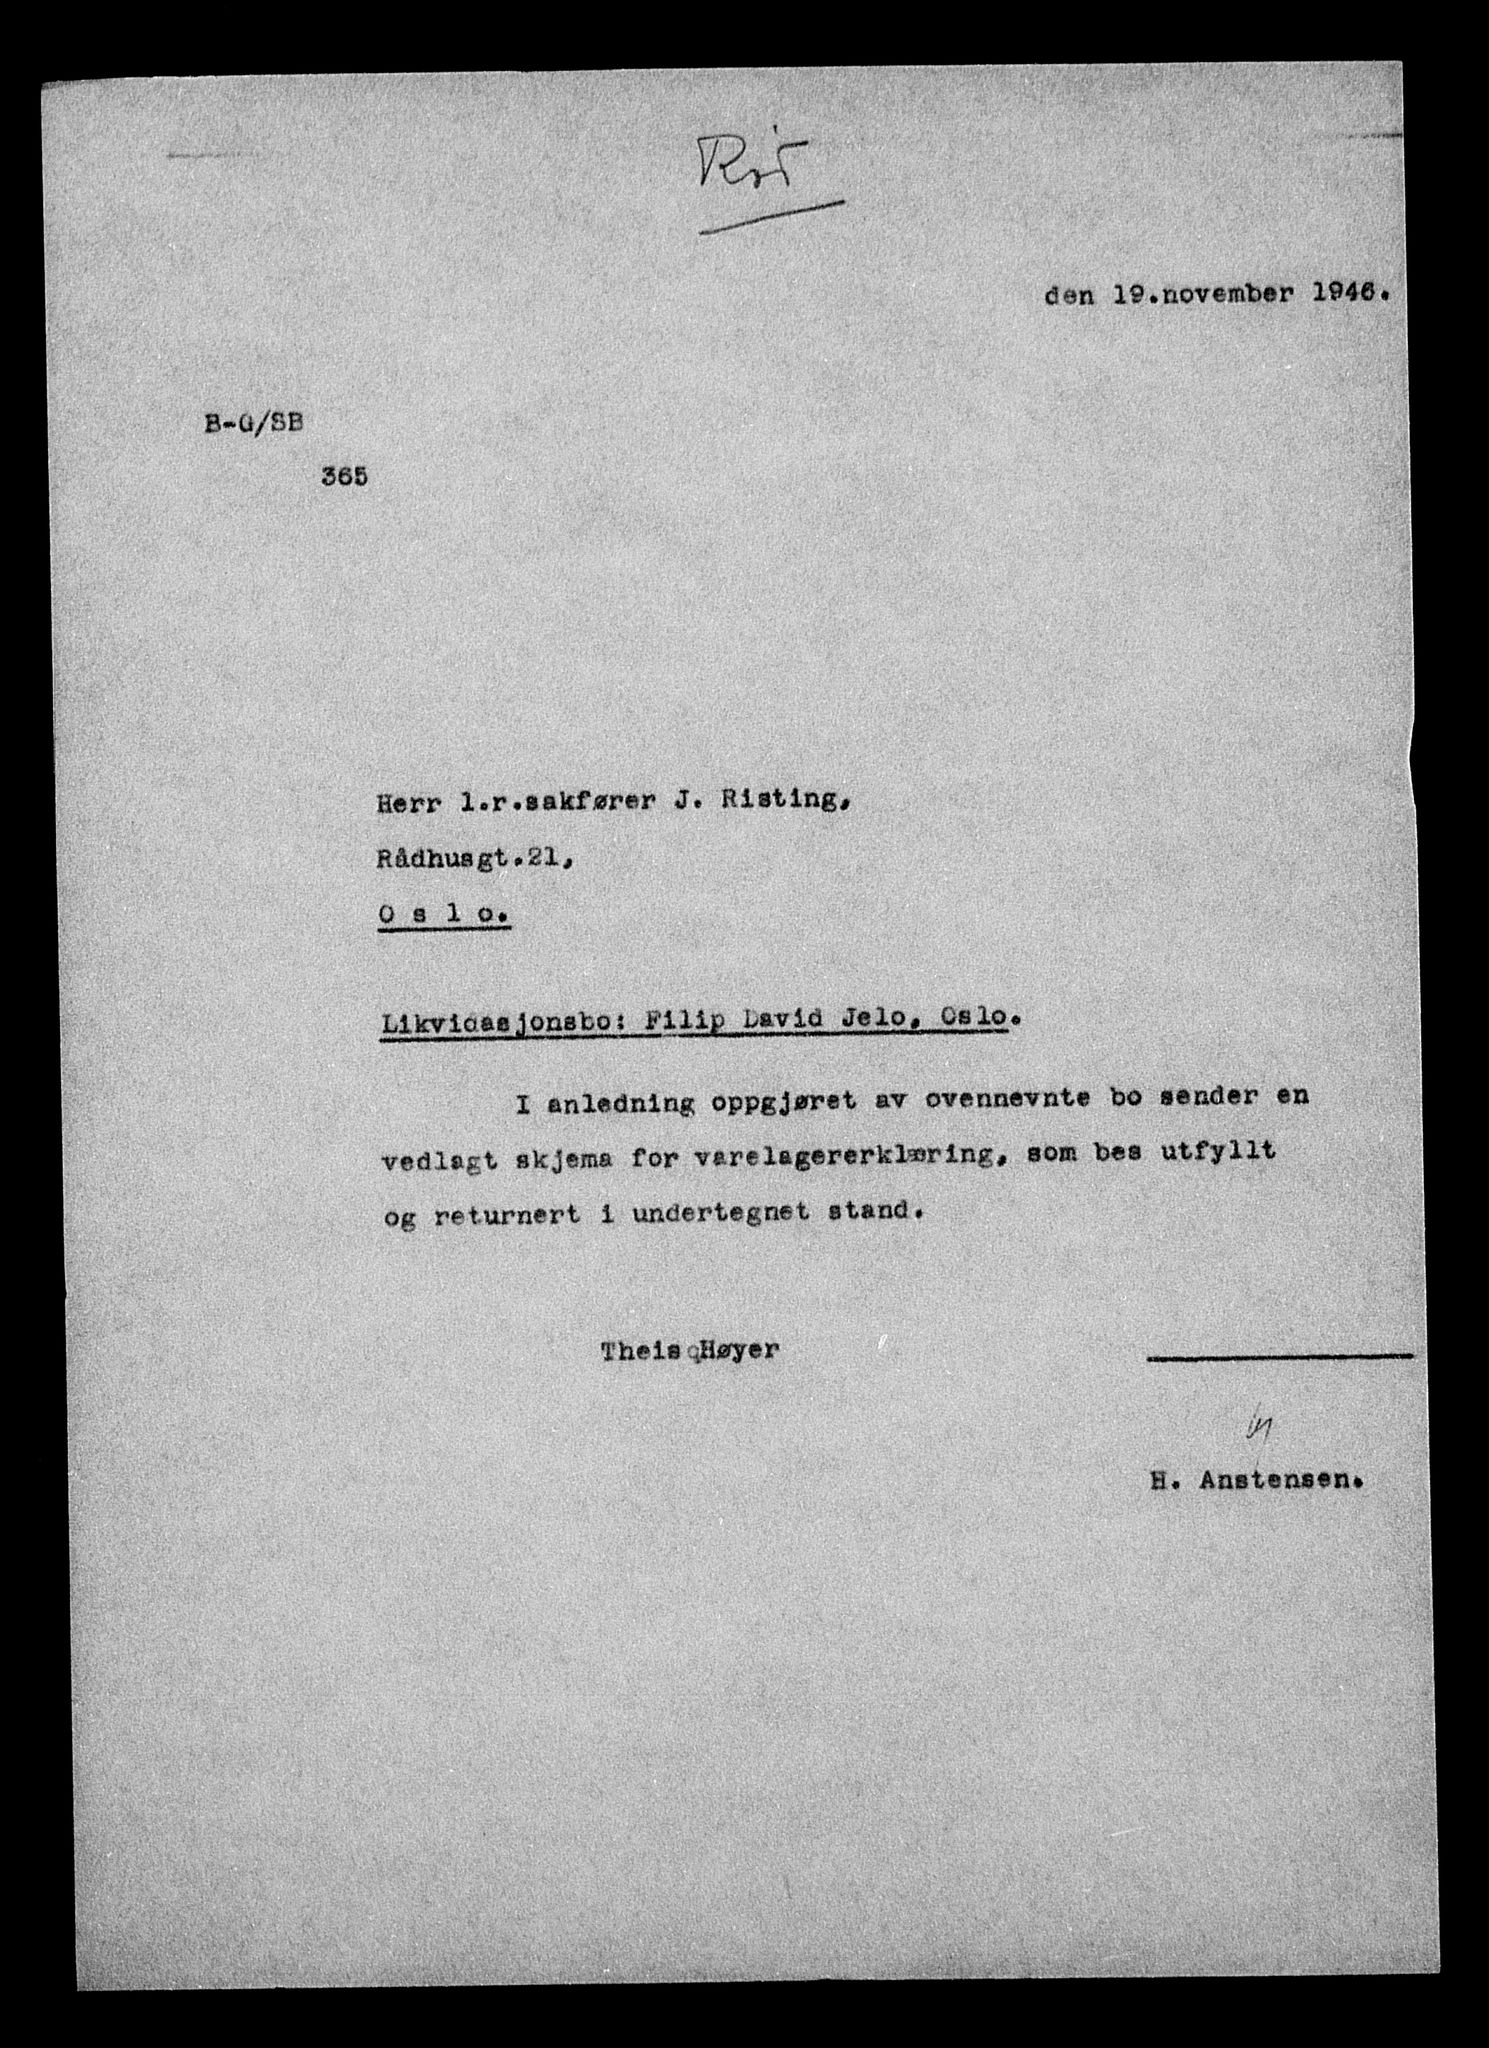 den 19.november 1946.
B-G/SB
365
Herr l.r.sakfører J. Risting,
Rådhusgt.21,
O s l o.
Likvidasjonsbo: Filip David Jelo, Oslo.
I anledning oppgjøret av ovennevnte bo sender en
vedlagt skjema for varelagererklæring, som bes utfyllt
og returnert i undertegnet stand.
Theis Høyer
H. Anstensen.